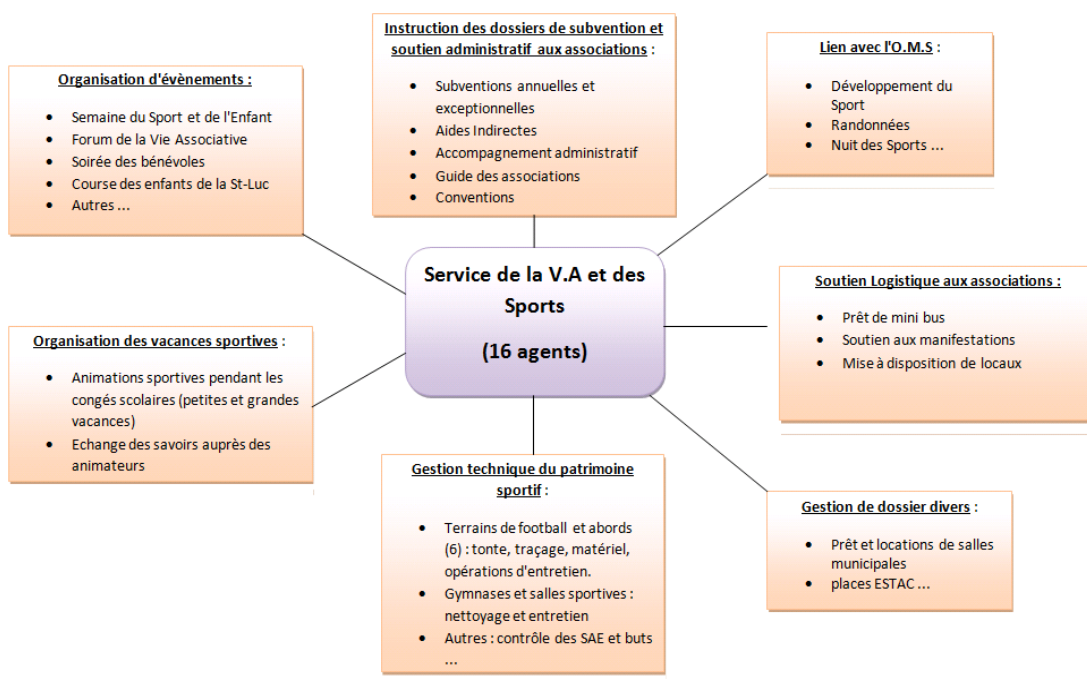 Instruction des dossiers de subvention et
soutien administratif aux associations :
• Subventions annuelles et
exceptionnelles
• Aides Indirectes
• Accompagnement administratif
• Guide des associations
• Conventions
Lien avec l'O.M.S :
• Développement du
Sport
• Randonnées
• Nuit des Sports ...
Organisation d'évènements :
• Semaine du Sport et de l'Enfant
• Forum de la Vie Associative
• Soirée des bénévoles
• Course des enfants de la St-Luc
• Autres ...
Service de la V.A et des
Sports
(16 agents)
Soutien Logistique aux associations :
• Prêt de mini bus
• Soutien aux manifestations
• Mise à disposition de locaux
Organisation des vacances sportives :
• Animations sportives pendant les
congés scolaires (petites et grandes
vacances)
• Echange des savoirs auprès des
animateurs
Gestion technique du patrimoine
sportif :
• Terrains de football et abords
(6) : tonte, traçage, matériel,
opérations d'entretien.
• Gymnases et salles sportives :
nettoyage et entretien
• Autres : contrôle des SAE et buts
...
Gestion de dossier divers :
• Prêt et locations de salles
municipales
• places ESTAC ...